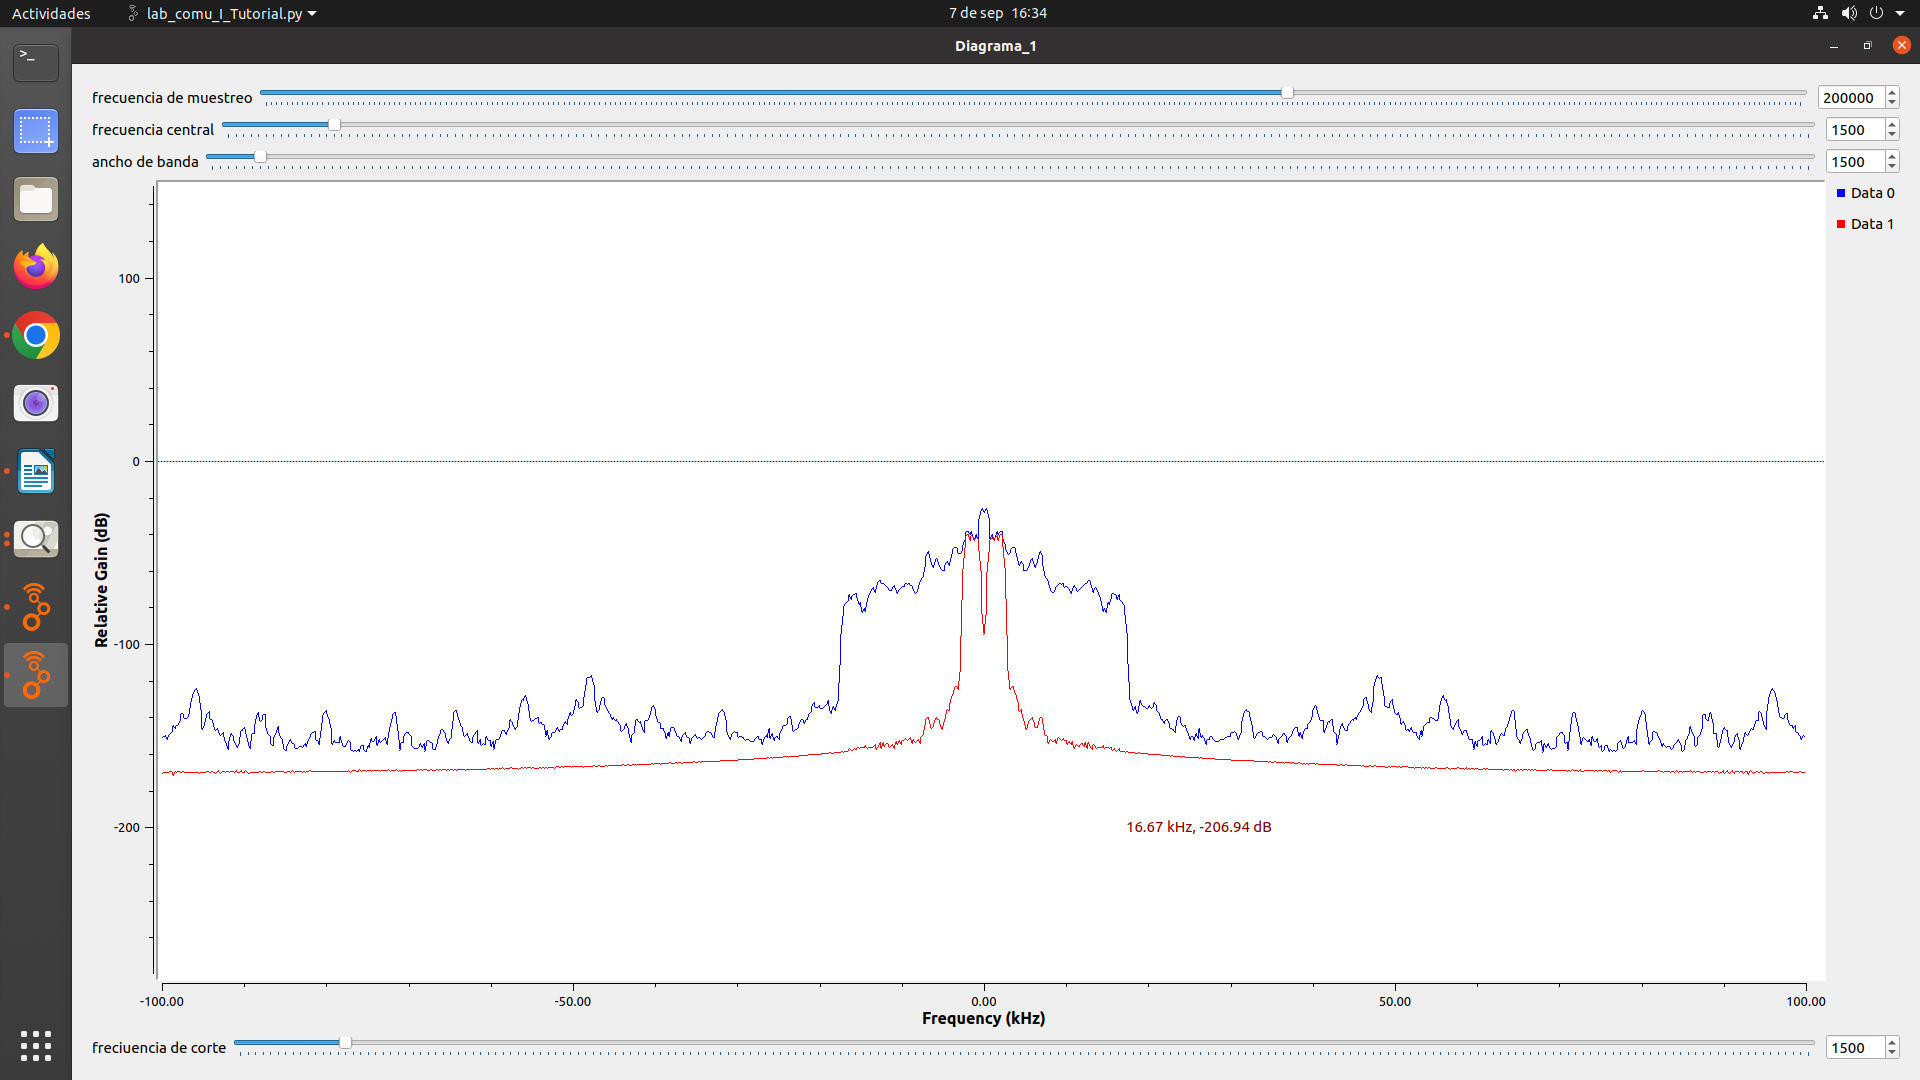 Actividades lab_comu_I_Tutorial.py 7 de sep 16:34
Diagrama_1
frecuencia de muestreo 200000
frecuencia central 1500
ancho de banda 1500
Data 0
Data 1
100
0
-100
-200
Relative Gain (dB)
16.67 kHz, -206.94 dB
-100.00 -50.00 0.00 50.00 100.00
Frequency (kHz)
freciuencia de corte 1500